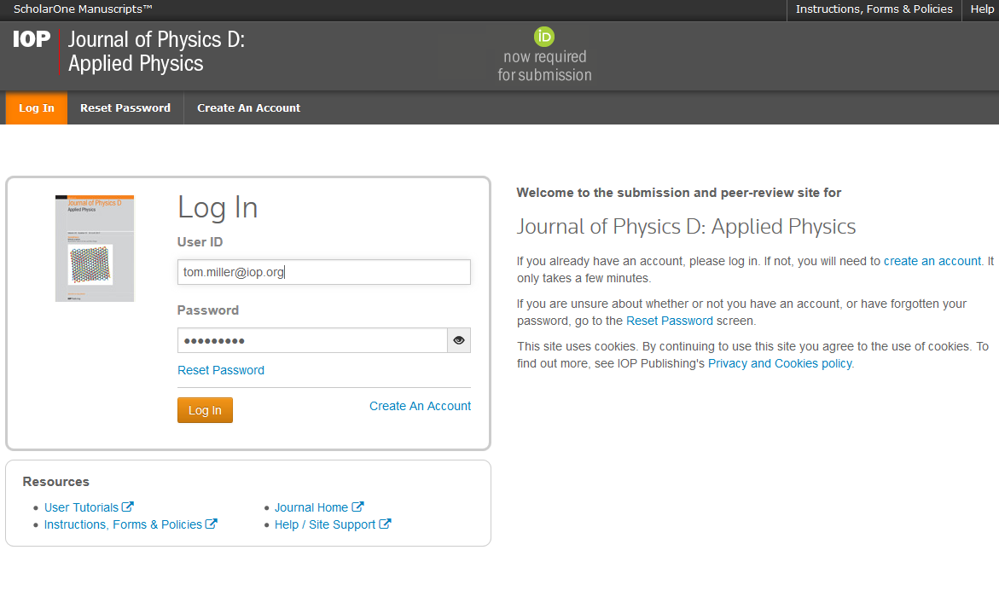 ScholarOne Manuscripts™
Instructions, Forms & Policies
Help
IOP
Journal of Physics D:
Applied Physics
iD
now required
for submission
Log In
Reset Password
Create An Account
Journal of Physics D
Applied Physics
Log In
User ID
tom.miller@iop.org
Password
•••••••••
Reset Password
Log In
Create An Account
Welcome to the submission and peer-review site for
Journal of Physics D: Applied Physics
If you already have an account, please log in. If not, you will need to create an account. It
only takes a few minutes.
If you are unsure about whether or not you have an account, or have forgotten your
password, go to the Reset Password screen.
This site uses cookies. By continuing to use this site you agree to the use of cookies. To
find out more, see IOP Publishing's Privacy and Cookies policy.
Resources
• User Tutorials
• Instructions, Forms & Policies
• Journal Home
• Help / Site Support